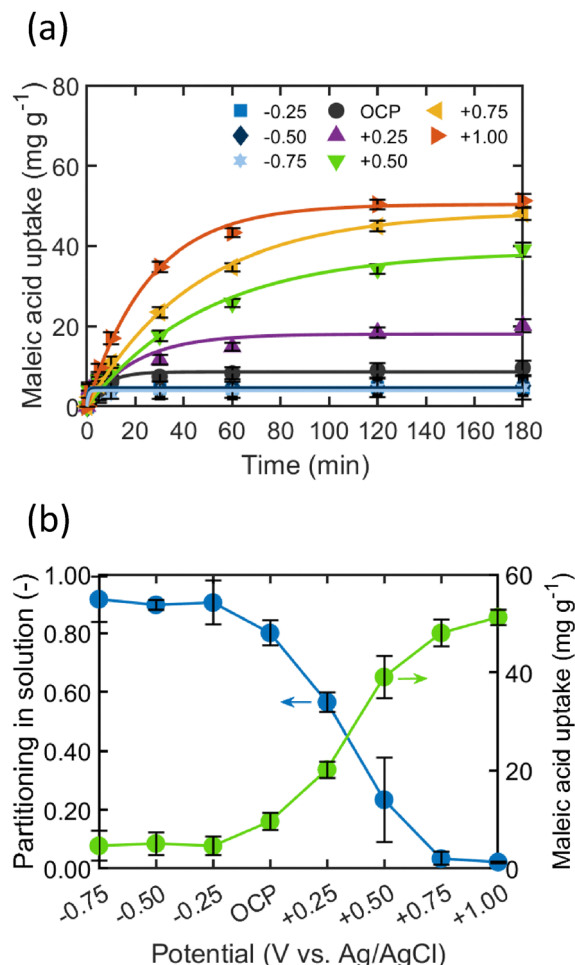 (a)
Maleic acid uptake (mg g⁻¹)
80
60
40
20
0
-0.25 OCP +0.75
-0.50 +0.25 +1.00
-0.75 +0.50
0 20 40 60 80 100 120 140 160 180
Time (min)
(b)
Partitioning in solution (-)
1.00
0.80
0.60
0.40
0.20
0.00
60
40
20
0
Maleic acid uptake (mg g⁻¹)
-0.75 -0.50 -0.25 OCP +0.25 +0.50 +0.75 +1.00
Potential (V vs. Ag/AgCl)